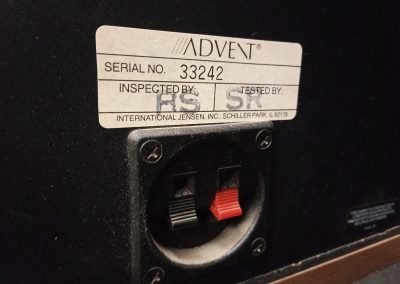 ADVENT®
SERIAL NO. 33242
INSPECTED BY: TESTED BY:
RS SR
INTERNATIONAL JENSEN, INC., SCHILLER PARK, IL 60176